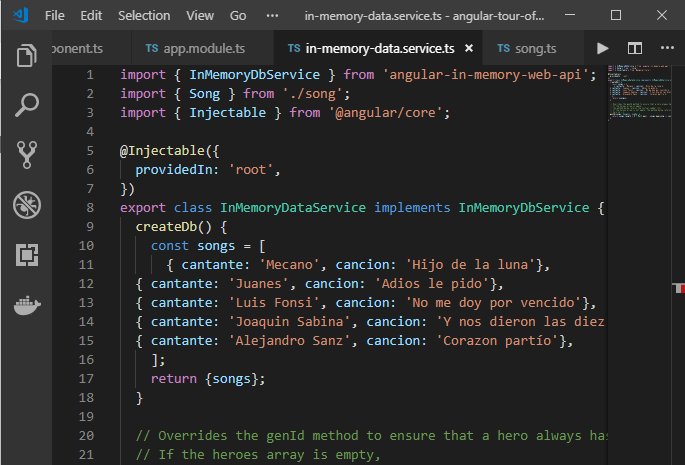 File Edit Selection View Go ••• in-memory-data.service.ts - angular-tour-of...
ponent.ts TS app.module.ts TS in-memory-data.service.ts TS song.ts
1 import { InMemoryDbService } from 'angular-in-memory-web-api';
2 import { Song } from './song';
3 import { Injectable } from '@angular/core';
4
5 @Injectable({
6 providedIn: 'root',
7 })
8 export class InMemoryDataService implements InMemoryDbService {
9 createDb() {
10 const songs = [
11 { cantante: 'Mecano', cancion: 'Hijo de la luna'},
12 { cantante: 'Juanes', cancion: 'Adios le pido'},
13 { cantante: 'Luis Fonsi', cancion: 'No me doy por vencido'},
14 { cantante: 'Joaquin Sabina', cancion: 'Y nos dieron las diez
15 { cantante: 'Alejandro Sanz', cancion: 'Corazon partío'},
16 ];
17 return {songs};
18 }
19
20 // Overrides the genId method to ensure that a hero always has
21 // If the heroes array is empty,